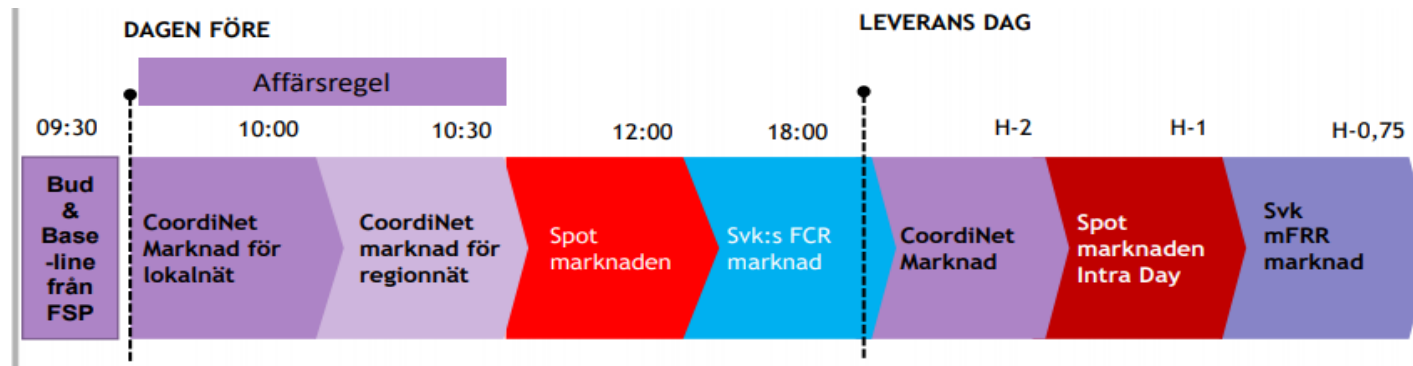 DAGEN FÖRE
LEVERANS DAG
Affärsregel
09:30
10:00
10:30
12:00
18:00
H-2
H-1
H-0,75
Bud
&
Base
-line
från
FSP
CoordiNet
Marknad för
lokalnät
CoordiNet
marknad för
regionnät
Spot
marknaden
Svk:s FCR
marknad
CoordiNet
Marknad
Spot
marknaden
Intra Day
Svk
mFRR
marknad